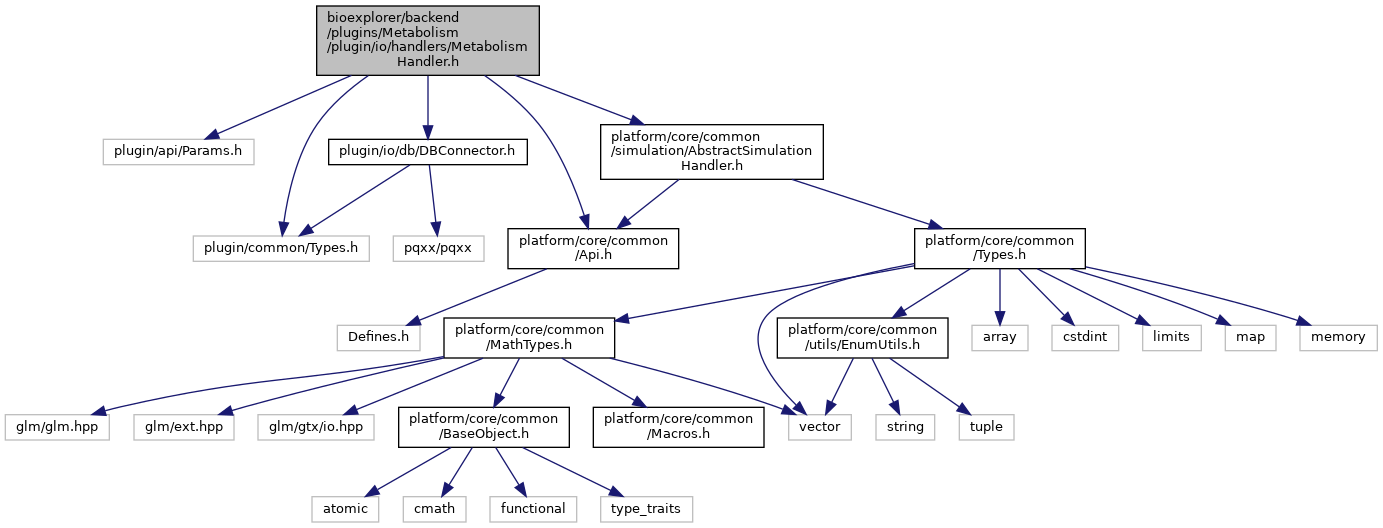 bioexplorer/backend
/plugins/Metabolism
/plugin/io/handlers/Metabolism
Handler.h
plugin/api/Params.h
plugin/io/db/DBConnector.h
platform/core/common
/simulation/AbstractSimulation
Handler.h
plugin/common/Types.h
pqxx/pqxx
platform/core/common
/Api.h
platform/core/common
/Types.h
Defines.h
platform/core/common
/MathTypes.h
platform/core/common
/utils/EnumUtils.h
array
cstdint
limits
map
memory
glm/glm.hpp
glm/ext.hpp
glm/gtx/io.hpp
platform/core/common
/BaseObject.h
platform/core/common
/Macros.h
vector
string
tuple
atomic
cmath
functional
type_traits